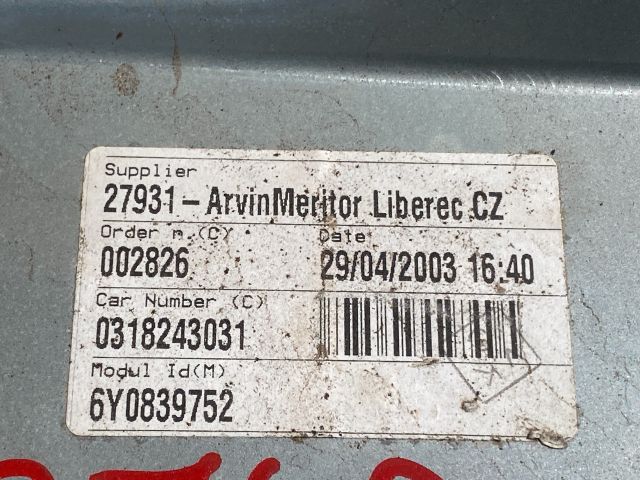 Supplier
27931-ArvinMeritor Liberec CZ
Order n.(C) Date
002826 29/04/2003 16:40
Car Number (C)
0318243031
Modul Id(M)
6Y0839752